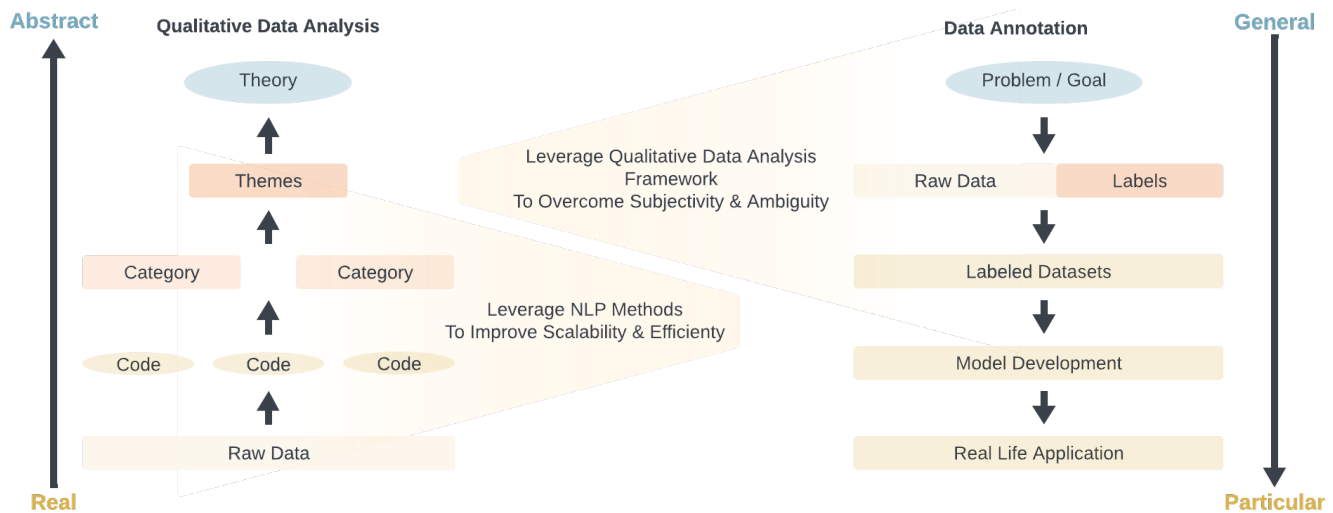 Abstract
Qualitative Data Analysis
Theory
Themes
Category
Category
Code
Code
Code
Raw Data
Real
Leverage Qualitative Data Analysis
Framework
To Overcome Subjectivity & Ambiguity
Leverage NLP Methods
To Improve Scalability & Efficienty
General
Data Annotation
Problem / Goal
Raw Data
Labels
Labeled Datasets
Model Development
Real Life Application
Particular